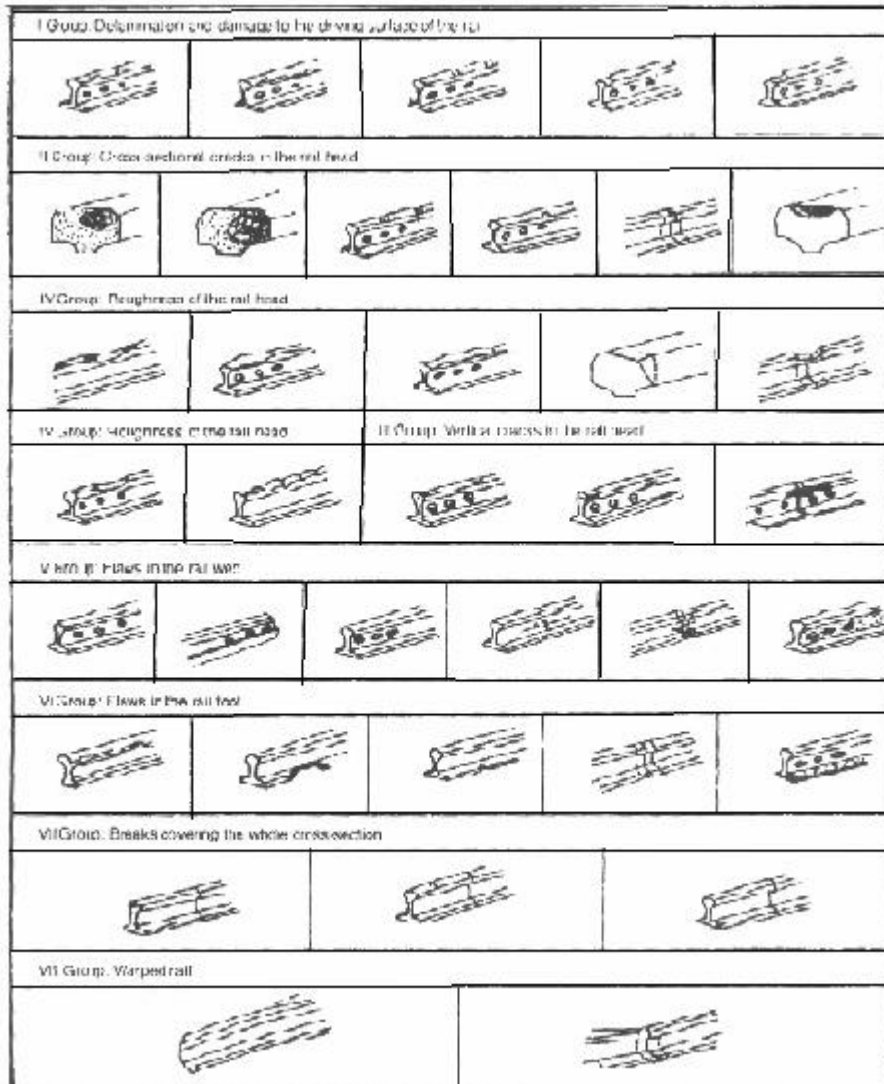 I Group: Delamination and damage to the driving surface of the rail
II Group: Cross-sectional cracks in the rail head
IV Group: Roughness of the rail head
IV Group: Roughness of the rail head
III Group: Vertical cracks in the rail head
V Group: Flaws in the rail web
VI Group: Flaws in the rail foot
VII Group: Breaks covering the whole cross-section
Group: Warped rail